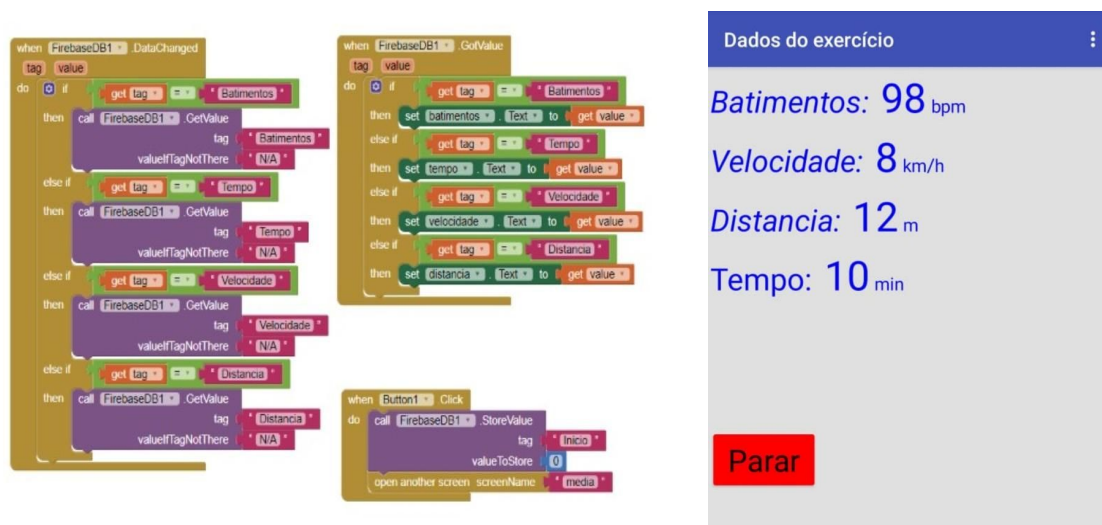 when FirebaseDB1 .DataChanged
tag value
do if get tag = " Batimentos "
then call FirebaseDB1 .GetValue
tag " Batimentos "
valueIfTagNotThere " N/A "
else if get tag = " Tempo "
then call FirebaseDB1 .GetValue
tag " Tempo "
valueIfTagNotThere " N/A "
else if get tag = " Velocidade "
then call FirebaseDB1 .GetValue
tag " Velocidade "
valueIfTagNotThere " N/A "
else if get tag = " Distancia "
then call FirebaseDB1 .GetValue
tag " Distancia "
valueIfTagNotThere " N/A "
when FirebaseDB1 .GotValue
tag value
do if get tag = " Batimentos "
then set batimentos . Text to get value
else if get tag = " Tempo "
then set tempo . Text to get value
else if get tag = " Velocidade "
then set velocidade . Text to get value
else if get tag = " Distancia "
then set distancia . Text to get value
when Button1 .Click
do call FirebaseDB1 .StoreValue
tag " Inicio "
valueToStore 0
open another screen screenName " media "
Dados do exercício
Batimentos: 98 bpm
Velocidade: 8 km/h
Distancia: 12 m
Tempo: 10 min
Parar